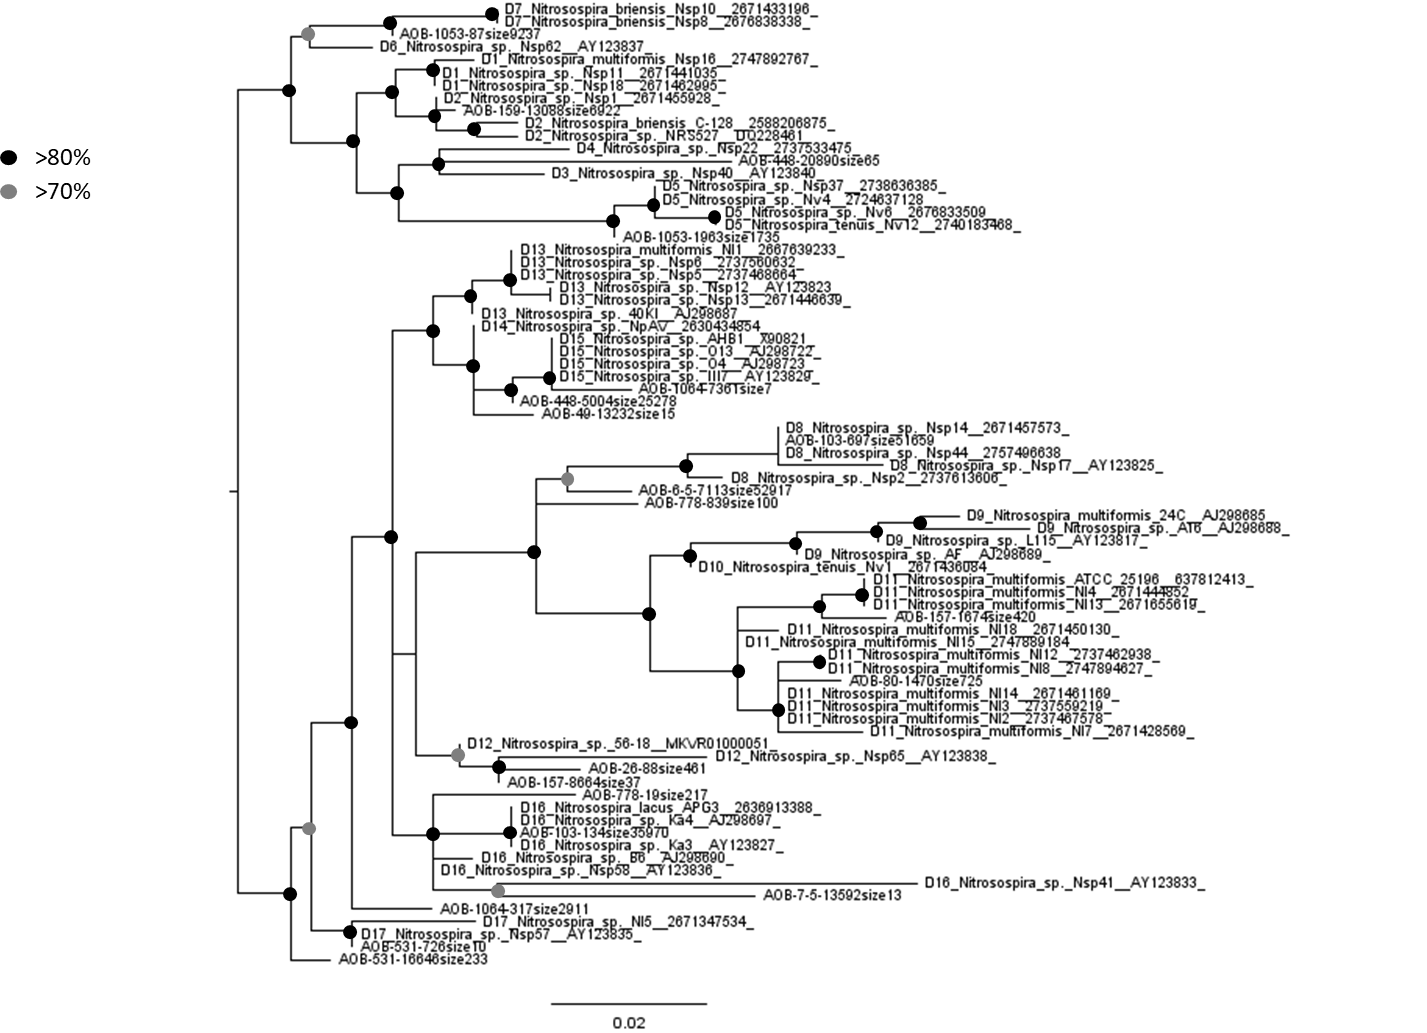 D7_Nitrosospira_briensis_Nsp10__2671433196_
D7_Nitrosospira_briensis_Nsp8__2676838338_
AOB-1053-87size9237
D6_Nitrosospira_sp._Nsp62__AY123837_
D1_Nitrosospira_multiformis_Nsp16__2747892767_
D1_Nitrosospira_sp._Nsp11__2671441035_
D1_Nitrosospira_sp._Nsp18__2671462995_
D2_Nitrosospira_sp._Nsp1__2671455928_
AOB-159-13088size6922
D2_Nitrosospira_briensis_C-128__2588206875_
D2_Nitrosospira_sp._NRS527__DQ228461_
D4_Nitrosospira_sp._Nsp22__2737533475_
>80%
AOB-448-20890size65
D3_Nitrosospira_sp._Nsp40__AY123840_
D5_Nitrosospira_sp._Nsp37__2738636385_
>70%
D5_Nitrosospira_sp._Nv4__2724637128_
D5_Nitrosospira_sp._Nv6__2676833509_
D5_Nitrosospira_tenuis_Nv12__2740183468_
AOB-1053-1963size1735
D13_Nitrosospira_multiformis_Nl1__2667639233_
D13_Nitrosospira_sp._Nsp6__2737560632_
D13_Nitrosospira_sp._Nsp5__2737468664_
D13_Nitrosospira_sp._Nsp12__AY123823_
D13_Nitrosospira_sp._Nsp13__2671446639_
D13_Nitrosospira_sp._40KI__AJ298687_
D14_Nitrosospira_sp._NpAV__2630434854_
D15_Nitrosospira_sp._AHB1__X90821_
D15_Nitrosospira_sp._O13__AJ298722_
D15_Nitrosospira_sp._O4__AJ298723_
D15_Nitrosospira_sp._III7__AY123829_
AOB-1064-7361size7
AOB-448-5004size25278
AOB-49-13232size15
D8_Nitrosospira_sp._Nsp14__2671457573_
AOB-103-697size51659
D8_Nitrosospira_sp._Nsp44__2757496638_
D8_Nitrosospira_sp._Nsp17__AY123825_
D8_Nitrosospira_sp._Nsp2__2737613606_
AOB-6-5-7113size52917
AOB-778-839size100
D9_Nitrosospira_multiformis_24C__AJ298685_
D9_Nitrosospira_sp._AT6__AJ298688_
D9_Nitrosospira_sp._L115__AY123817_
D9_Nitrosospira_sp._AF__AJ298689_
D10_Nitrosospira_tenuis_Nv1__2671436084_
D11_Nitrosospira_multiformis_ATCC_25196__637812413_
D11_Nitrosospira_multiformis_Nl4__2671444852_
D11_Nitrosospira_multiformis_Nl13__2671655619_
AOB-157-1674size420
D11_Nitrosospira_multiformis_Nl18__2671450130_
D11_Nitrosospira_multiformis_Nl15__2747889184_
D11_Nitrosospira_multiformis_Nl12__2737462938_
D11_Nitrosospira_multiformis_Nl8__2747894627_
AOB-80-1470size725
D11_Nitrosospira_multiformis_Nl14__2671461169_
D11_Nitrosospira_multiformis_Nl3__2737559219_
D11_Nitrosospira_multiformis_Nl2__2737467578_
D11_Nitrosospira_multiformis_Nl7__2671428569_
D12_Nitrosospira_sp._56-18__MKVR01000051_
D12_Nitrosospira_sp._Nsp65__AY123838_
AOB-26-88size461
AOB-157-8664size37
AOB-778-19size217
D16_Nitrosospira_lacus_APG3__2636913388_
D16_Nitrosospira_sp._Ka4__AJ298697_
AOB-103-134size35970
D16_Nitrosospira_sp._Ka3__AY123827_
D16_Nitrosospira_sp._B6__AJ298690_
D16_Nitrosospira_sp._Nsp58__AY123836_
D16_Nitrosospira_sp._Nsp41__AY123833_
AOB-7-5-13592size13
AOB-1064-317size2911
D17_Nitrosospira_sp._Nl5__2671347534_
D17_Nitrosospira_sp._Nsp57__AY123835_
AOB-531-726size10
AOB-531-16646size233
0.02